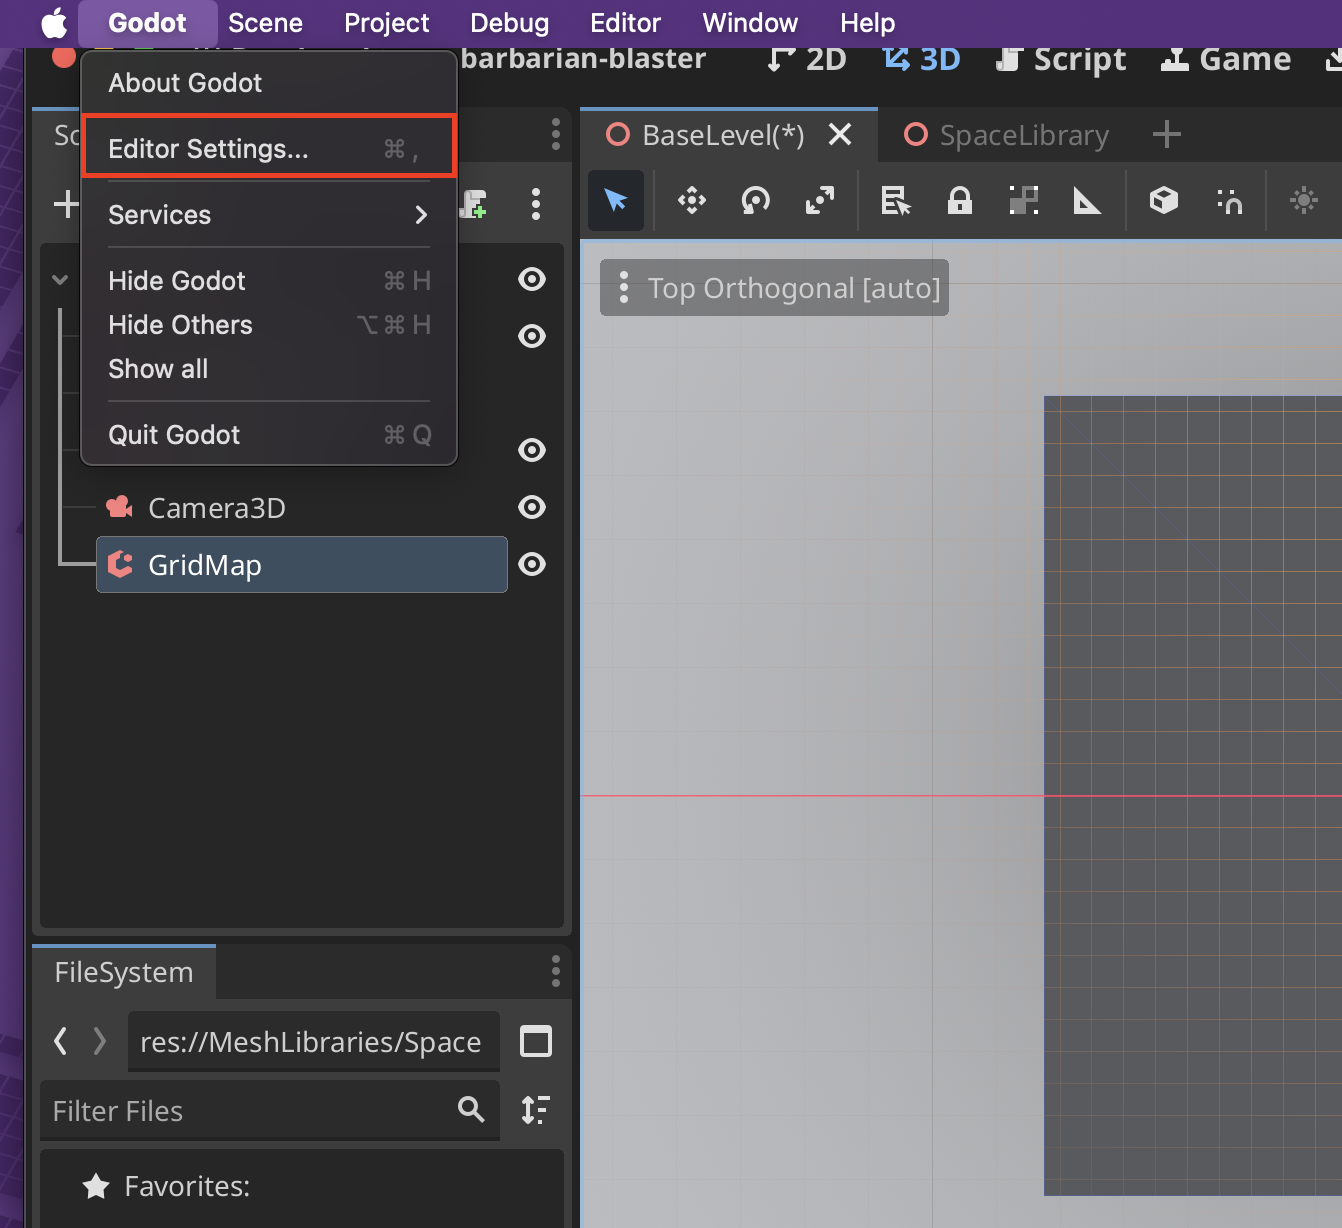 Godot Scene Project Debug Editor Window Help
barbarian-blaster 2D 3D Script Game
About Godot
Sc
BaseLevel(*) SpaceLibrary
Editor Settings... ⌘ ,
Services
Top Orthogonal [auto]
Hide Godot ⌘ H
Hide Others ⌥ ⌘ H
Show all
Quit Godot ⌘ Q
Camera3D
GridMap
FileSystem
res://MeshLibraries/Space
Filter Files
Favorites: